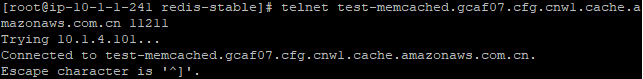 [root@ip-10-1-1-241 redis-stable]# telnet test-memcached.gcaf07.cfg.cnw1.cache.a
mazonaws.com.cn 11211
Trying 10.1.4.101...
Connected to test-memcached.gcaf07.cfg.cnw1.cache.amazonaws.com.cn.
Escape character is '^]'.